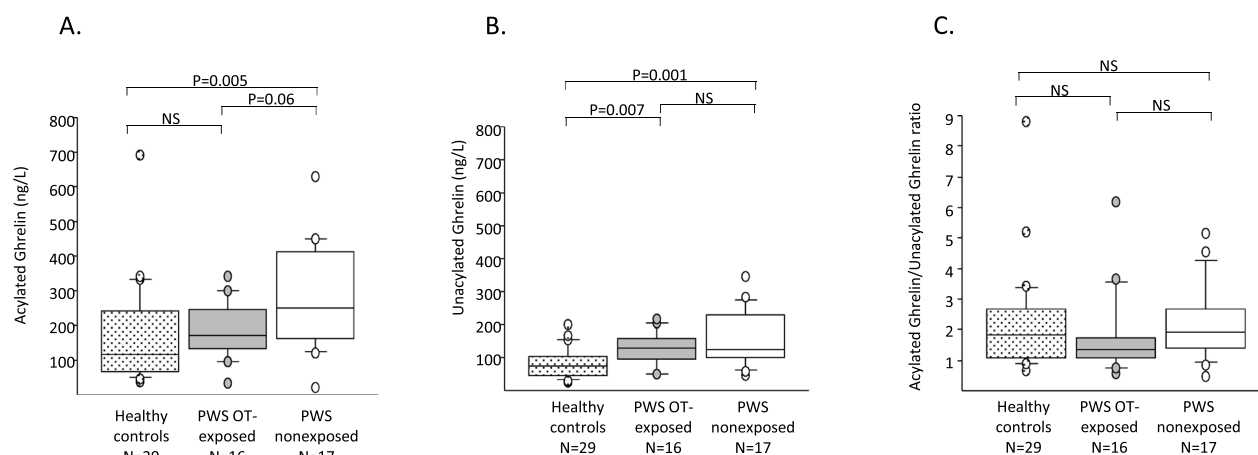 A.
P=0.005
P=0.06
NS
800
700
600
500
400
300
200
100
Acylated Ghrelin (ng/L)
Healthy controls
N=29
PWS OT-exposed
N=16
PWS nonexposed
N=17
B.
P=0.001
NS
P=0.007
800
700
600
500
400
300
200
100
Unacylated Ghrelin (ng/L)
Healthy
controls
N=29
PWS OT-
exposed
N=16
PWS
nonexposed
N=17
C.
NS
NS
NS
9
8
7
6
5
4
3
2
1
Acylated Ghrelin/Unacylated Ghrelin ratio
Healthy
controls
N=29
PWS OT-
exposed
N=16
PWS
nonexposed
N=17